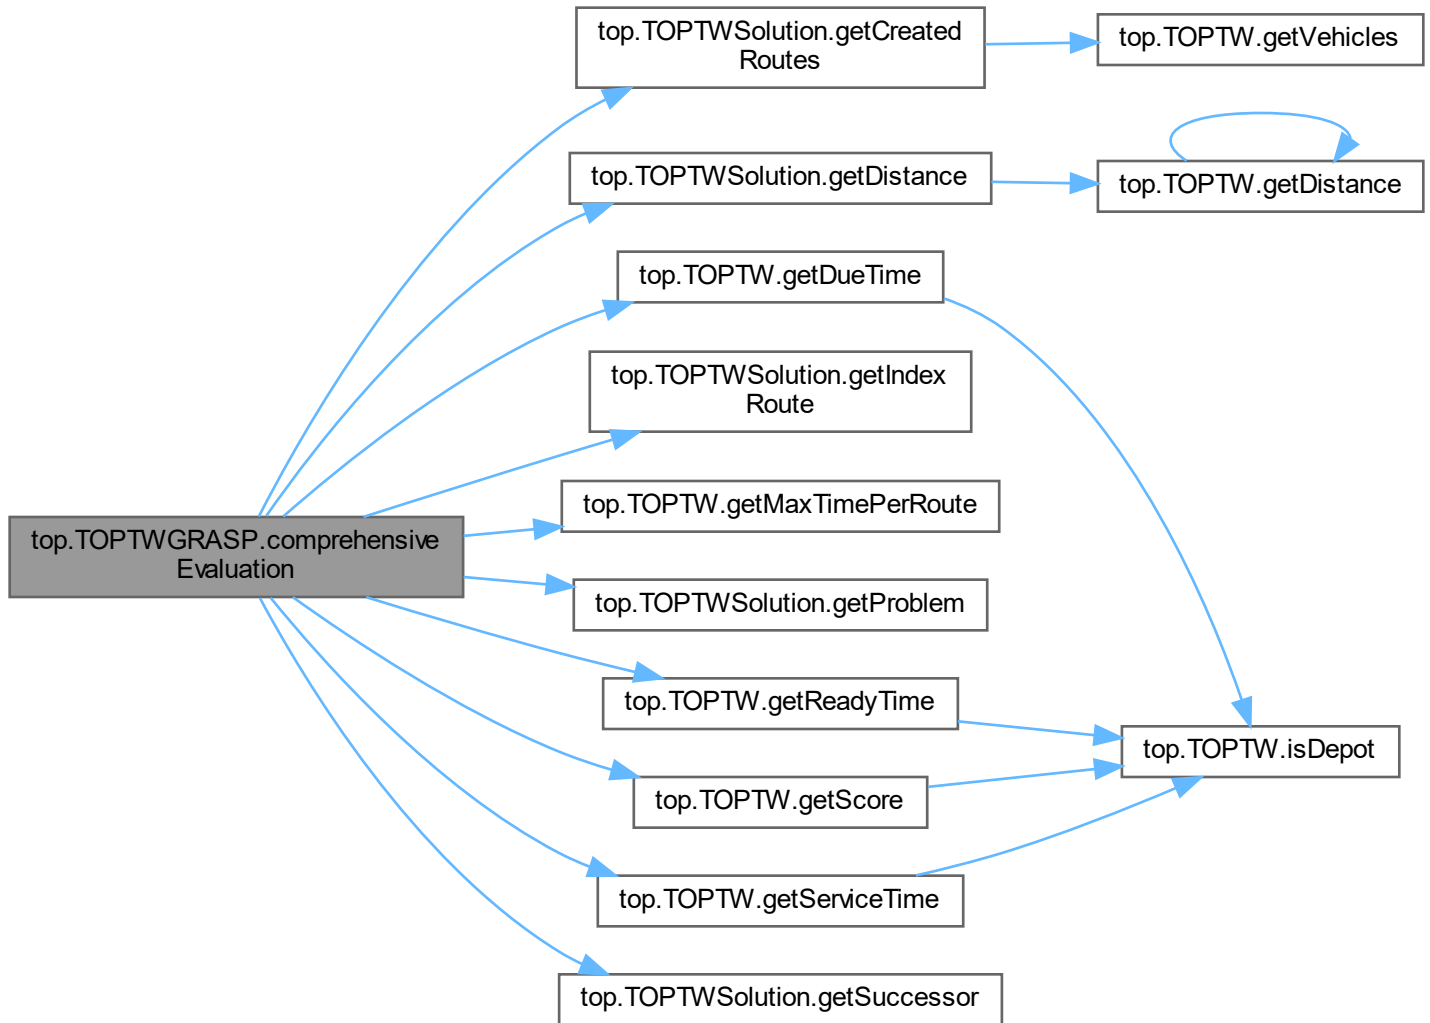 top.TOPTWSolution.getCreated
Routes
top.TOPTW.getVehicles
top.TOPTWSolution.getDistance
top.TOPTW.getDistance
top.TOPTW.getDueTime
top.TOPTWSolution.getIndex
Route
top.TOPTW.getMaxTimePerRoute
top.TOPTWGRASP.comprehensive
Evaluation
top.TOPTWSolution.getProblem
top.TOPTW.getReadyTime
top.TOPTW.isDepot
top.TOPTW.getScore
top.TOPTW.getServiceTime
top.TOPTWSolution.getSuccessor